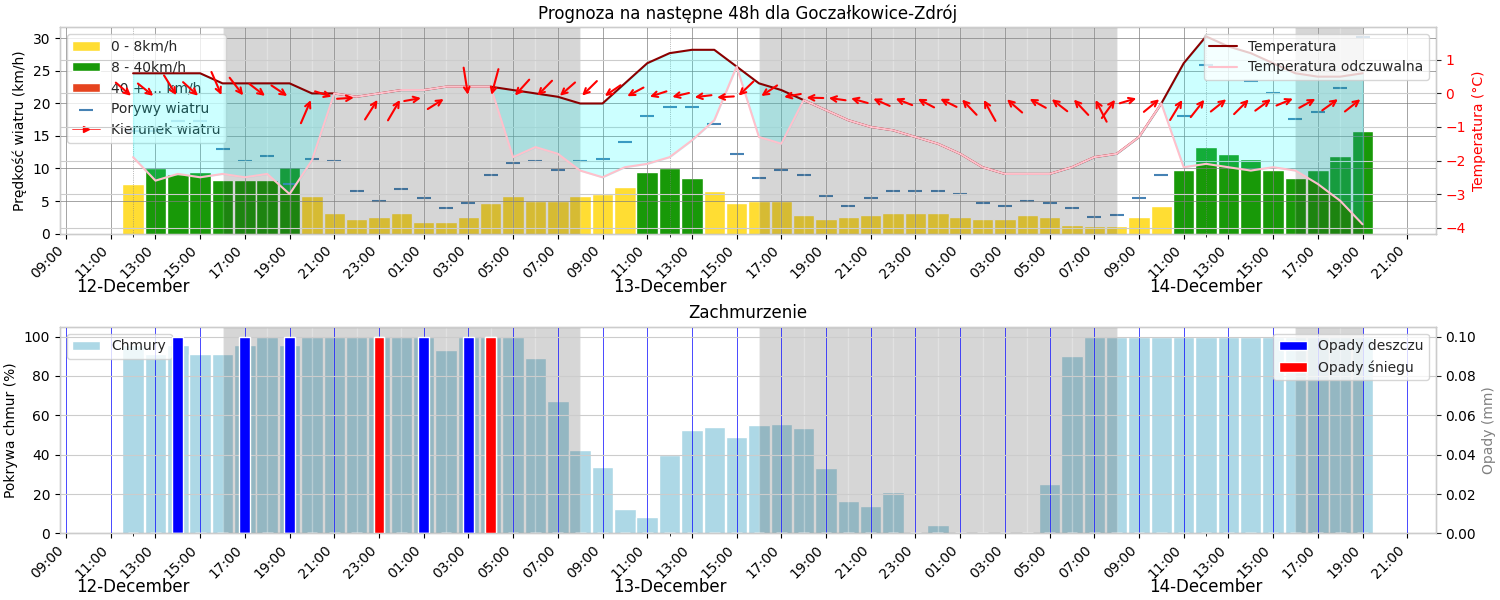 Prognoza na następne 48h dla Goczałkowice-Zdrój
Prędkość wiatru (km/h)
30
25
20
15
10
5
0
0 - 8km/h
8 - 40km/h
40 + ... km/h
Porywy wiatru
Kierunek wiatru
Temperatura
Temperatura odczuwalna
1
0
−1
−2
−3
−4
Temperatura (°C)
09:00 11:00 13:00 15:00 17:00 19:00 21:00 23:00 01:00 03:00 05:00 07:00 09:00 11:00 13:00 15:00 17:00 19:00 21:00 23:00 01:00 03:00 05:00 07:00 09:00 11:00 13:00 15:00 17:00 19:00 21:00
12-December 13-December 14-December
Zachmurzenie
Pokrywa chmur (%)
100
80
60
40
20
0
Chmury
Opady deszczu
Opady śniegu
0.10
0.08
0.06
0.04
0.02
0.00
Opady (mm)
09:00 11:00 13:00 15:00 17:00 19:00 21:00 23:00 01:00 03:00 05:00 07:00 09:00 11:00 13:00 15:00 17:00 19:00 21:00 23:00 01:00 03:00 05:00 07:00 09:00 11:00 13:00 15:00 17:00 19:00 21:00
12-December 13-December 14-December